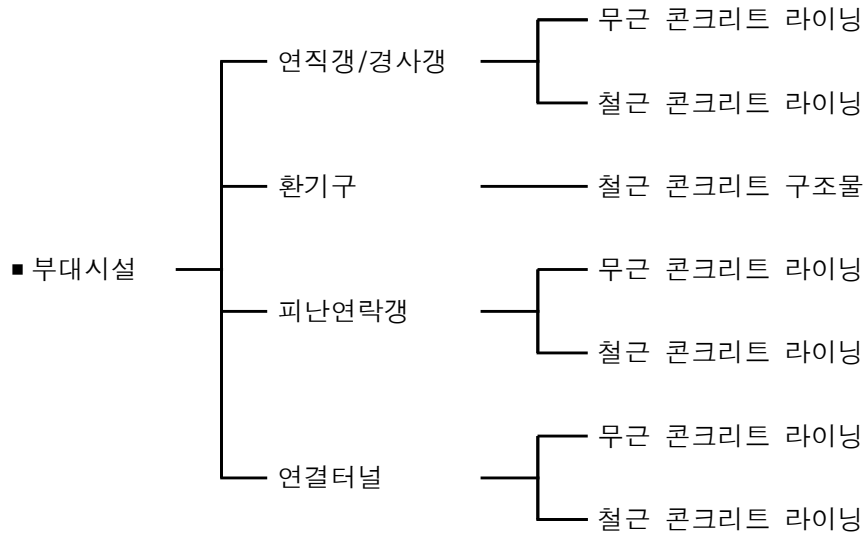 ■ 부대시설
연직갱/경사갱
무근 콘크리트 라이닝
철근 콘크리트 라이닝
환기구
철근 콘크리트 구조물
피난연락갱
무근 콘크리트 라이닝
철근 콘크리트 라이닝
연결터널
무근 콘크리트 라이닝
철근 콘크리트 라이닝